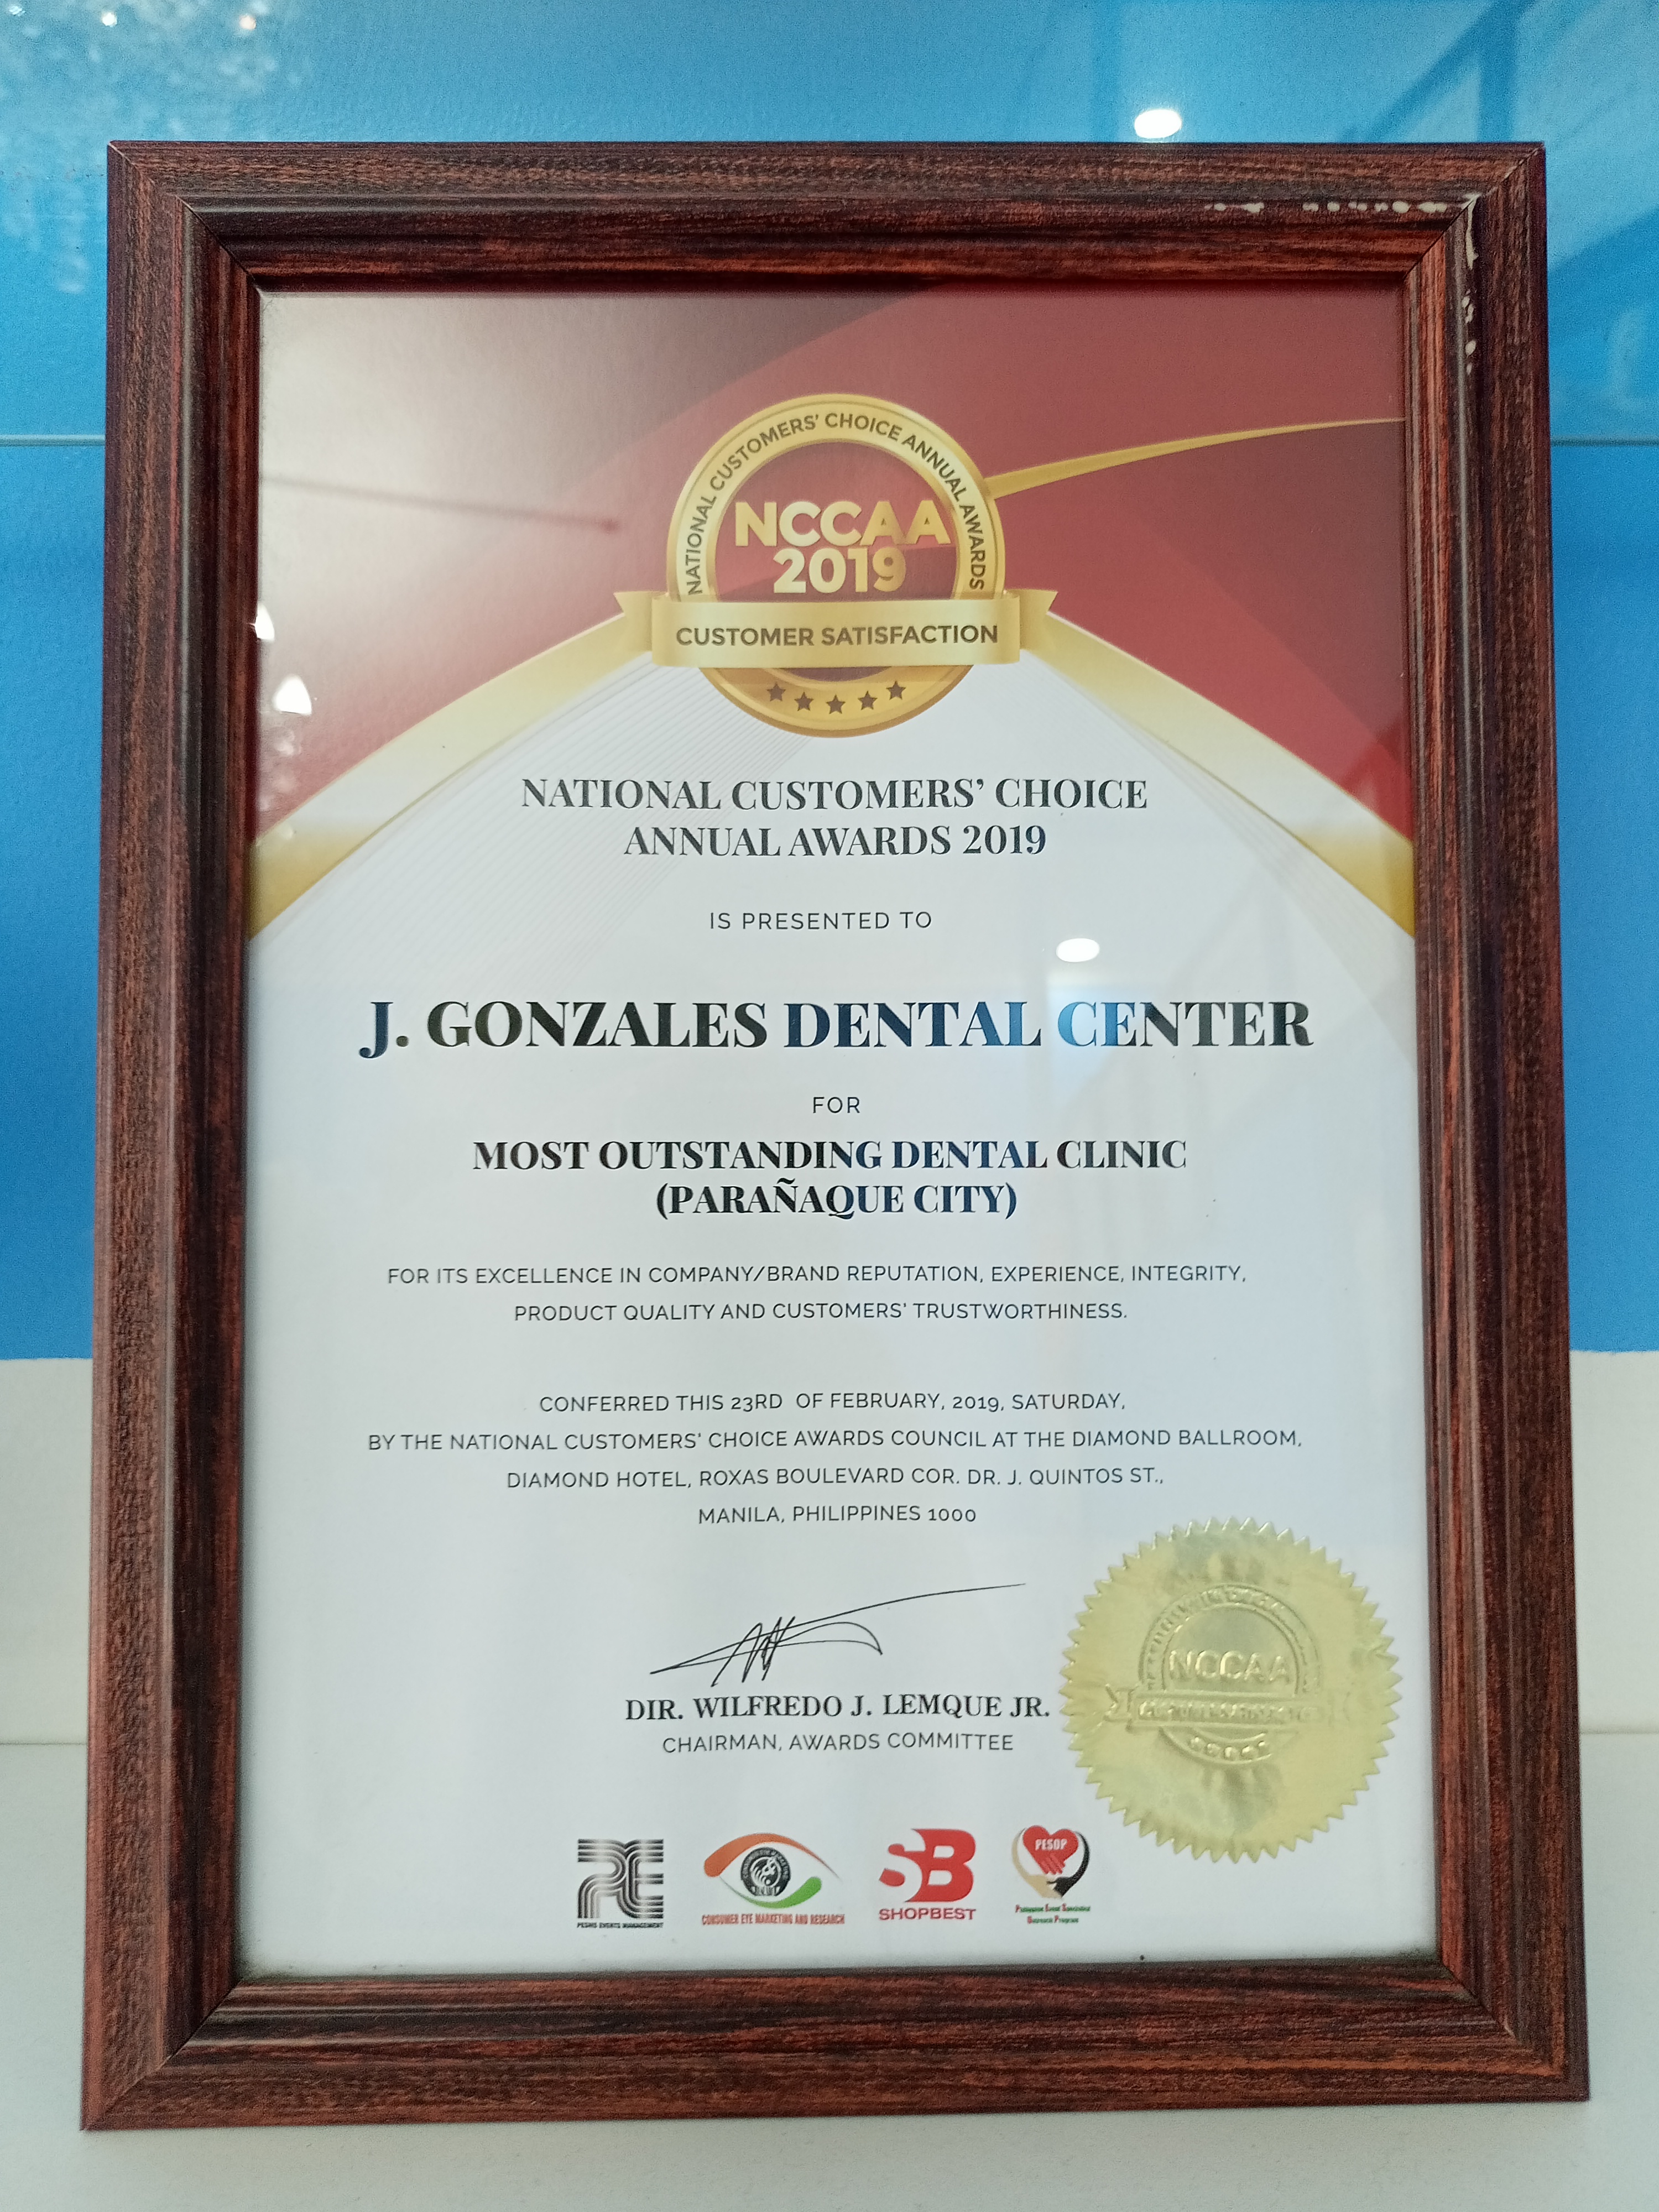 NATIONAL CUSTOMERS' CHOICE ANNUAL AWARDS
NCCAA
2019
CUSTOMER SATISFACTION
NATIONAL CUSTOMERS' CHOICE
ANNUAL AWARDS 2019
IS PRESENTED TO
J. GONZALES DENTAL CENTER
FOR
MOST OUTSTANDING DENTAL CLINIC
(PARAÑAQUE CITY)
FOR ITS EXCELLENCE IN COMPANY/BRAND REPUTATION, EXPERIENCE, INTEGRITY,
PRODUCT QUALITY AND CUSTOMERS' TRUSTWORTHINESS.
CONFERRED THIS 23RD OF FEBRUARY, 2019, SATURDAY,
BY THE NATIONAL CUSTOMERS' CHOICE AWARDS COUNCIL AT THE DIAMOND BALLROOM,
DIAMOND HOTEL, ROXAS BOULEVARD COR. DR. J. QUINTOS ST.,
MANILA, PHILIPPINES 1000
DIR. WILFREDO J. LEMQUE JR.
CHAIRMAN, AWARDS COMMITTEE
NCCAA
PE
PESHO EVENTS MANAGEMENT
CONSUMER EYE MARKETING AND RESEARCH
SB
SHOPBEST
PESOP
Outreach Program